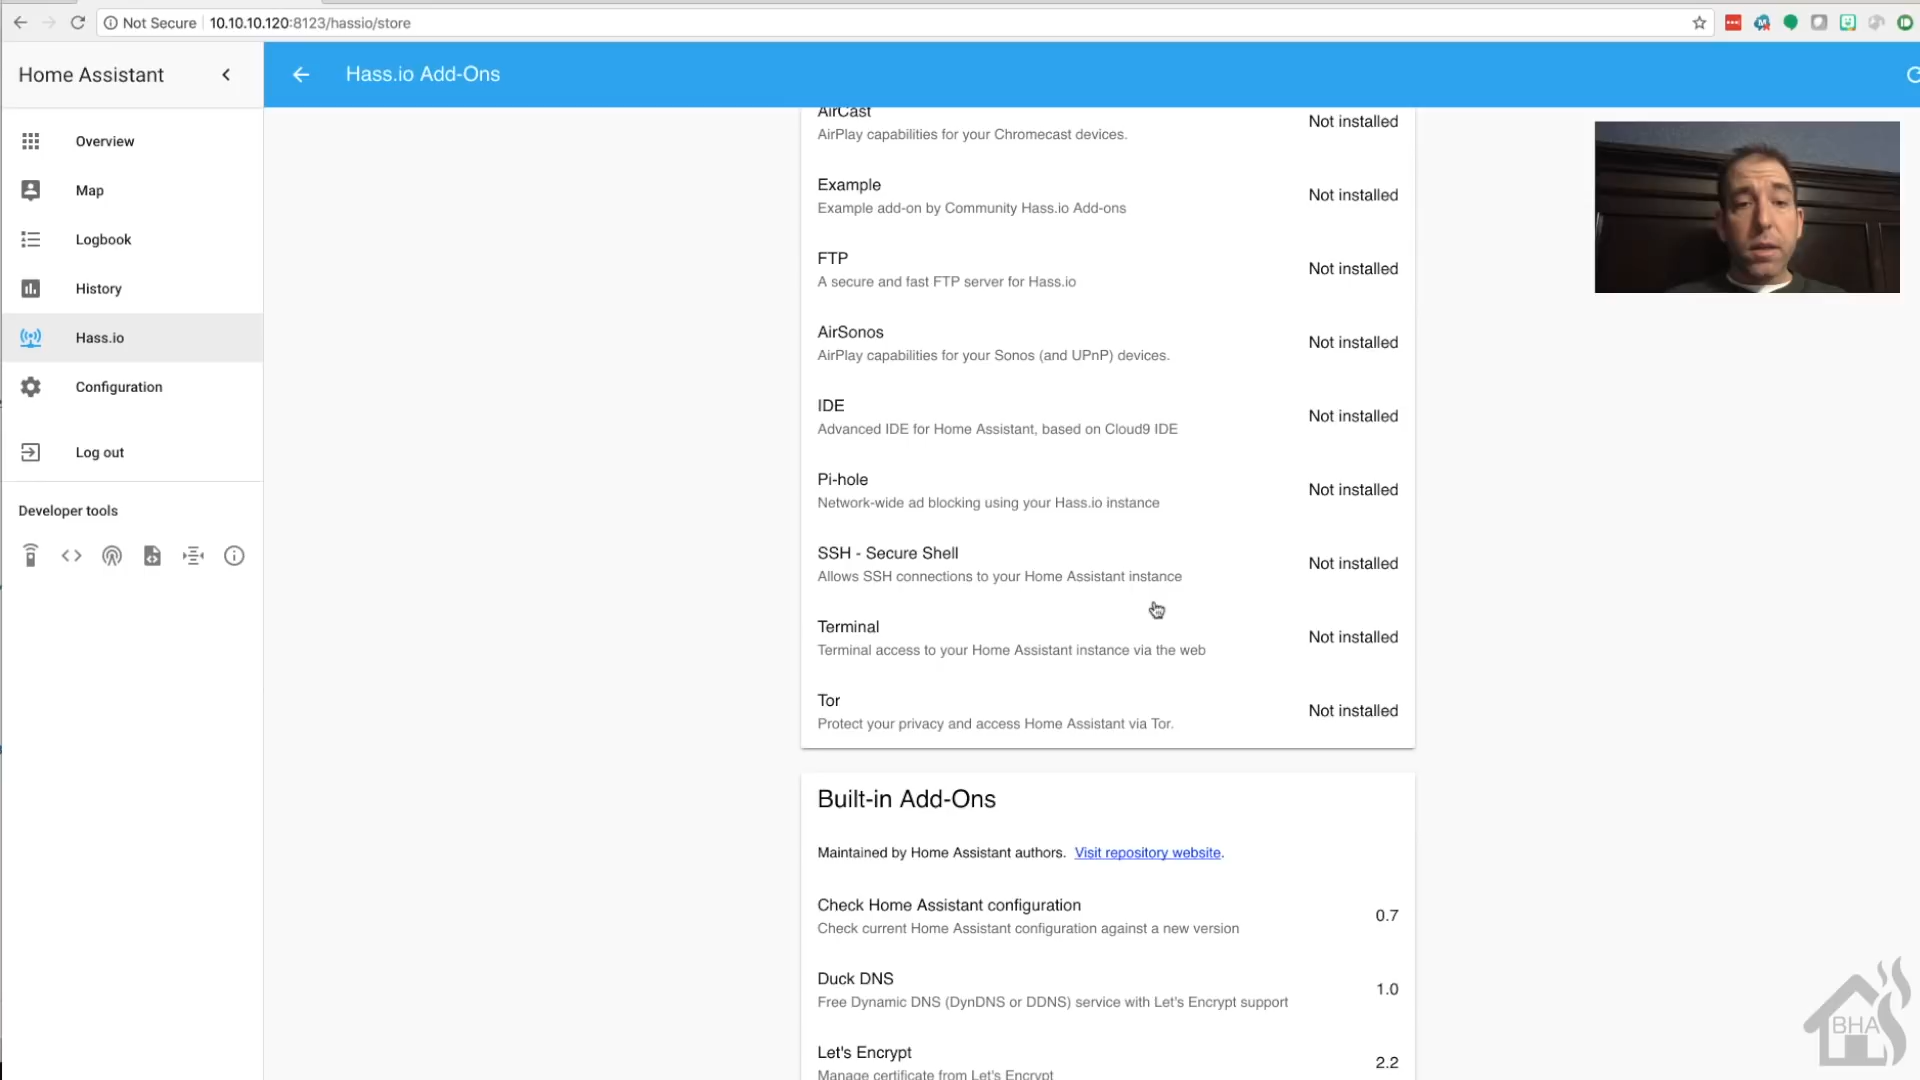 Not Secure 10.10.10.120:8123/hassio/store
Home Assistant
Hass.io Add-Ons
Overview
Map
Logbook
History
Hass.io
Configuration
Log out
Developer tools
AirCast
Not installed
AirPlay capabilities for your Chromecast devices.
Example
Not installed
Example add-on by Community Hass.io Add-ons
FTP
Not installed
A secure and fast FTP server for Hass.io
AirSonos
Not installed
AirPlay capabilities for your Sonos (and UPnP) devices.
IDE
Not installed
Advanced IDE for Home Assistant, based on Cloud9 IDE
Pi-hole
Not installed
Network-wide ad blocking using your Hass.io instance
SSH - Secure Shell
Not installed
Allows SSH connections to your Home Assistant instance
Terminal
Not installed
Terminal access to your Home Assistant instance via the web
Tor
Not installed
Protect your privacy and access Home Assistant via Tor.
Built-in Add-Ons
Maintained by Home Assistant authors. Visit repository website.
Check Home Assistant configuration
0.7
Check current Home Assistant configuration against a new version
Duck DNS
1.0
Free Dynamic DNS (DynDNS or DDNS) service with Let's Encrypt support
Let's Encrypt
2.2
Manage certificate from Let's Encrypt
BHA